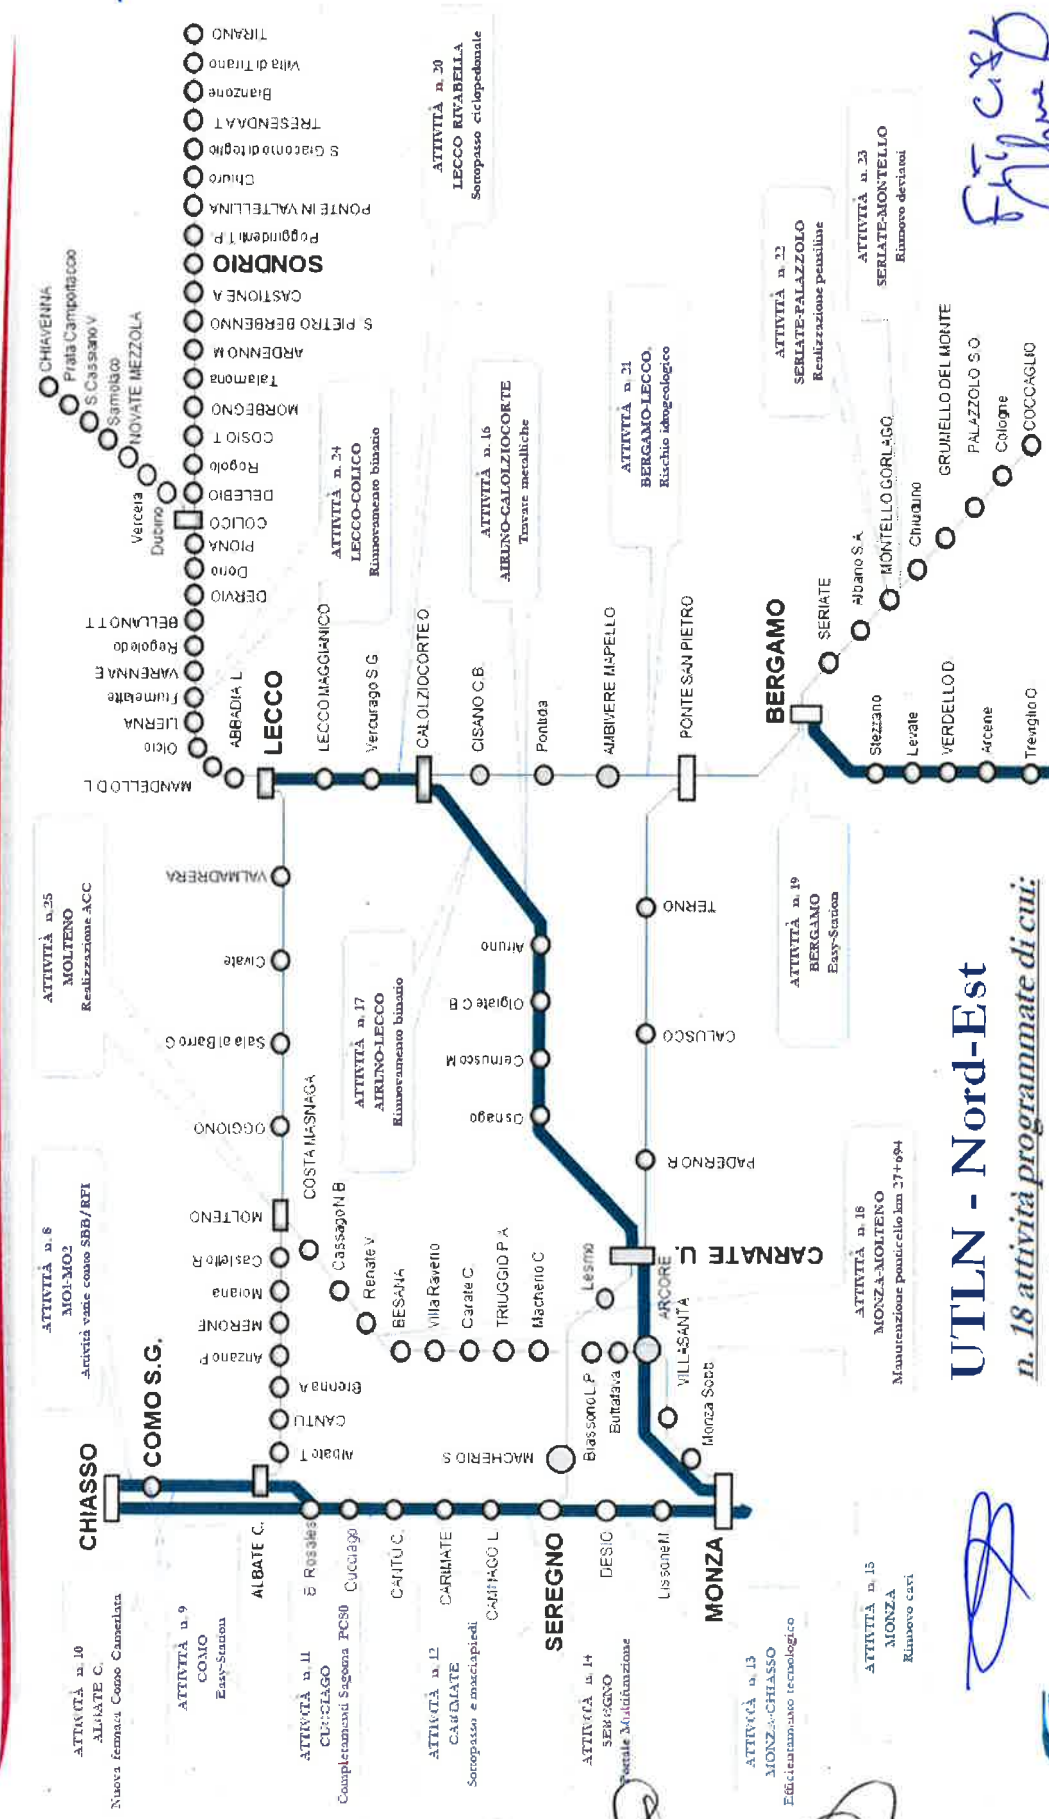 ATTIVITÀ n. 10
ALBATE C.
Nuova fermata Como Camerlata
ATTIVITÀ n. 9
COMO
Easy-Station
ATTIVITÀ n. 11
CUCCIAGO
Completamenti Sagoma PC80
ATTIVITÀ n. 12
CARIMATE
Sottopasso e marciapiedi
ATTIVITÀ n. 14
SEREGNO
Portale Multifunzione
ATTIVITÀ n. 13
MONZA-CHIASSO
Efficientamento tecnologico
ATTIVITÀ n. 15
MONZA
Rinnovo cavi
ATTIVITÀ n. 8
MO1-MO2
Attività varie como SBB/RFI
ATTIVITÀ n. 25
MOLTENO
Realizzazione ACC
ATTIVITÀ n. 17
AIRUNO-LECCO
Rinnovamento binario
ATTIVITÀ n. 24
LECCO-COLICO
Rinnovamento binario
ATTIVITÀ n. 16
AIRUNO-CALOLZIOCORTE
Travate metalliche
ATTIVITÀ n. 20
LECCO RIVABELLA
Sottopasso ciclopedonale
ATTIVITÀ n. 21
BERGAMO-LECCO.
Rischio idrogeologico
ATTIVITÀ n. 22
SERIATE-PALAZZOLO
Realizzazione pensiline
ATTIVITÀ n. 23
SERIATE-MONTELLO
Rinnovo deviatoi
ATTIVITÀ n. 19
BERGAMO
Easy-Station
ATTIVITÀ n. 18
MONZA-MOLTENO
Manutenzione ponticello km 27+694
CHIASSO
COMO S.G.
ALBATE C.
Cucciago
CANTÙ C.
CARIMATE
CAMNAGO L
SEREGNO
DESIO
Lissone M
MONZA
Albate T
CANTU
Brenna A
Anzano P
MERONE
Moiana
Castello R
MOLTENO
OGGIONO
Sala al Barro G
Civate
VALMADRERA
LECCO
COSTA MASNAGA
Cassago N B
Renate V
BESANA
Villa Raverio
Carate C
TRIUGGIO P A
Macherio C
MACHERIO S
Biassono L P
Buttafava
Lesmo
VILLASANTA
Monza Sobb
ARCORE
CARNATE U.
Osnago
Cernusco M
Olgiate C B
Airuno
PADERNO R
CALUSCO
TERNO
PONTE SAN PIETRO
AMBIVERE MAPELLO
Pontida
CISANO C.B.
CALOLZIOCORTE O
Vercurago S G
LECCO MAGGIANICO
ABBADIA L
MANDELLO D L
Olcio
LIERNA
Fiumelatte
VARENNA E
Regoledo
BELLANO T T
DERVIO
Dorio
PIONA
COLICO
DELEBIO
Rogolo
COSIO T
MORBEGNO
Talamona
ARDENNO M
S. PIETRO BERBENNO
CASTIONE A
SONDRIO
Poggiridenti T P
PONTE IN VALTELLINA
Chiuro
S Giacomo di teglio
TRESENDA A T
Bianzone
Villa di Tirano
TIRANO
Dubino
Verceia
NOVATE MEZZOLA
Samolaco
S.Cassiano V
Prata Camportaccio
CHIAVENNA
BERGAMO
SERIATE
Albano S.A
MONTELLO GORLAGO
Chiuduno
GRUMELLO DEL MONTE
PALAZZOLO S.O.
Cologne
COCCAGLIO
Stezzano
Levate
VERDELLO D
Arcene
Treviglio O
UTLN - Nord-Est
n. 18 attività programmate di cui: